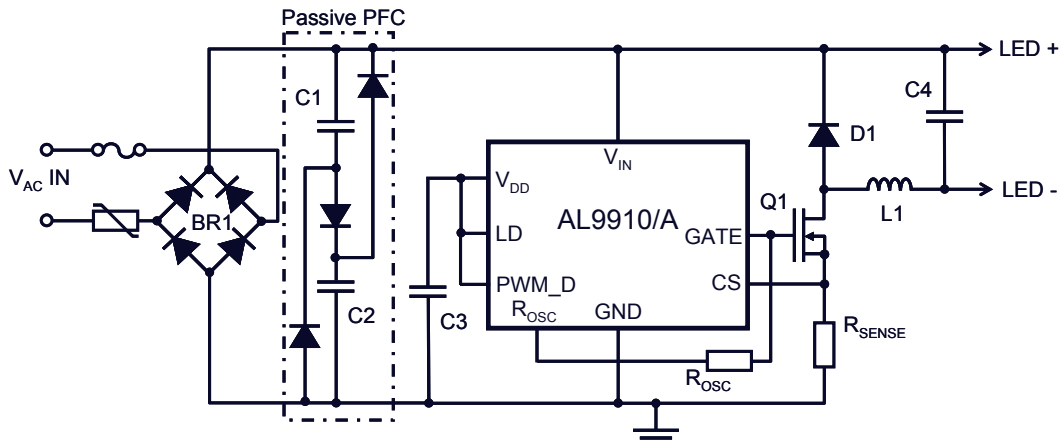 Passive PFC
LED +
C1
C4
D1
V_AC IN
V_IN
V_DD
BR1
AL9910/A
Q1
LED -
L1
LD
GATE
PWM_D
CS
C2
C3
R_OSC
GND
R_SENSE
R_OSC